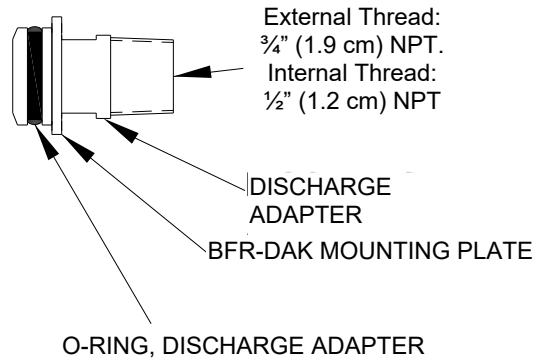 External Thread:
¾” (1.9 cm) NPT.
Internal Thread:
½” (1.2 cm) NPT
DISCHARGE
ADAPTER
BFR-DAK MOUNTING PLATE
O-RING, DISCHARGE ADAPTER